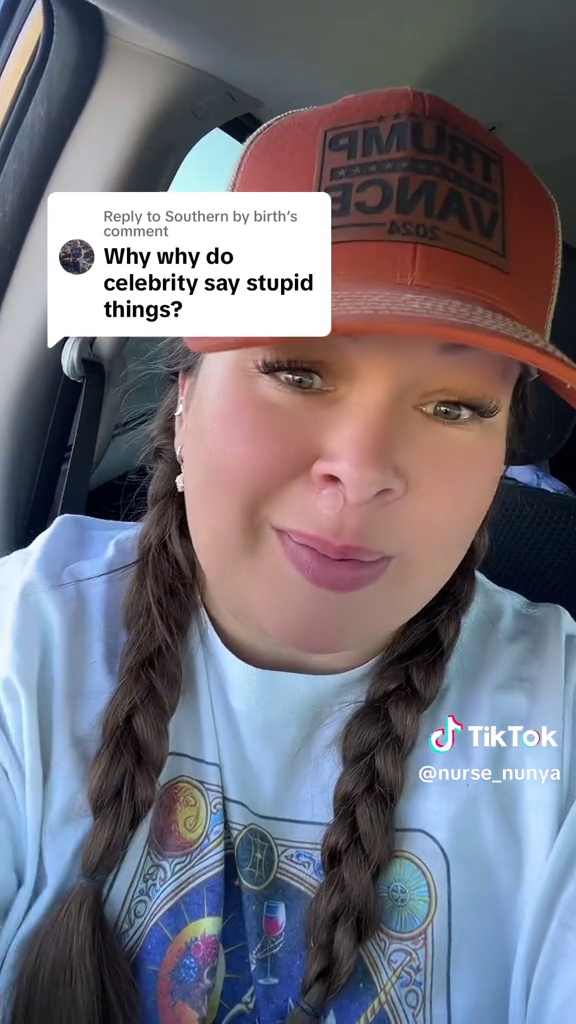 Reply to Southern by birth's
comment
Why why do
celebrity say stupid
things?
TRUMP
VANCE
2024
TikTok
@nurse_nunya